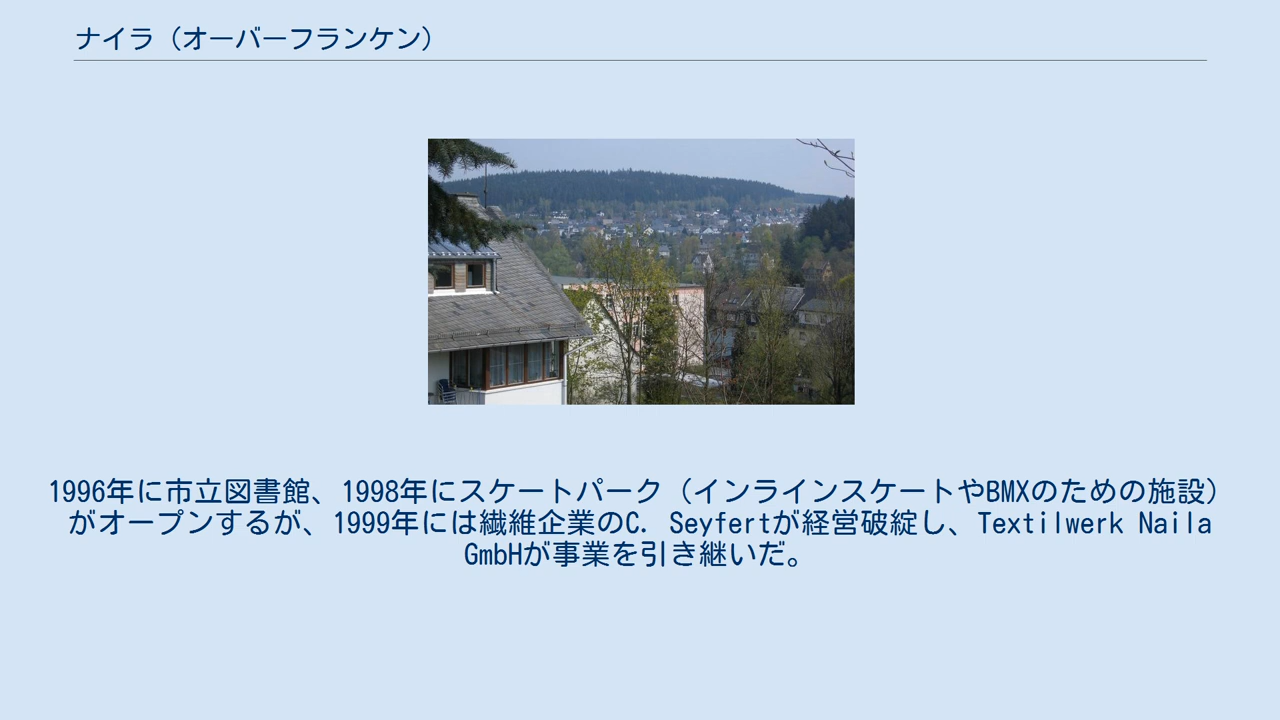 ナイラ（オーバーフランケン）
1996年に市立図書館、1998年にスケートパーク（インラインスケートやBMXのための施設）
がオープンするが、1999年には繊維企業のC. Seyfertが経営破綻し、Textilwerk Naila
GmbHが事業を引き継いだ。